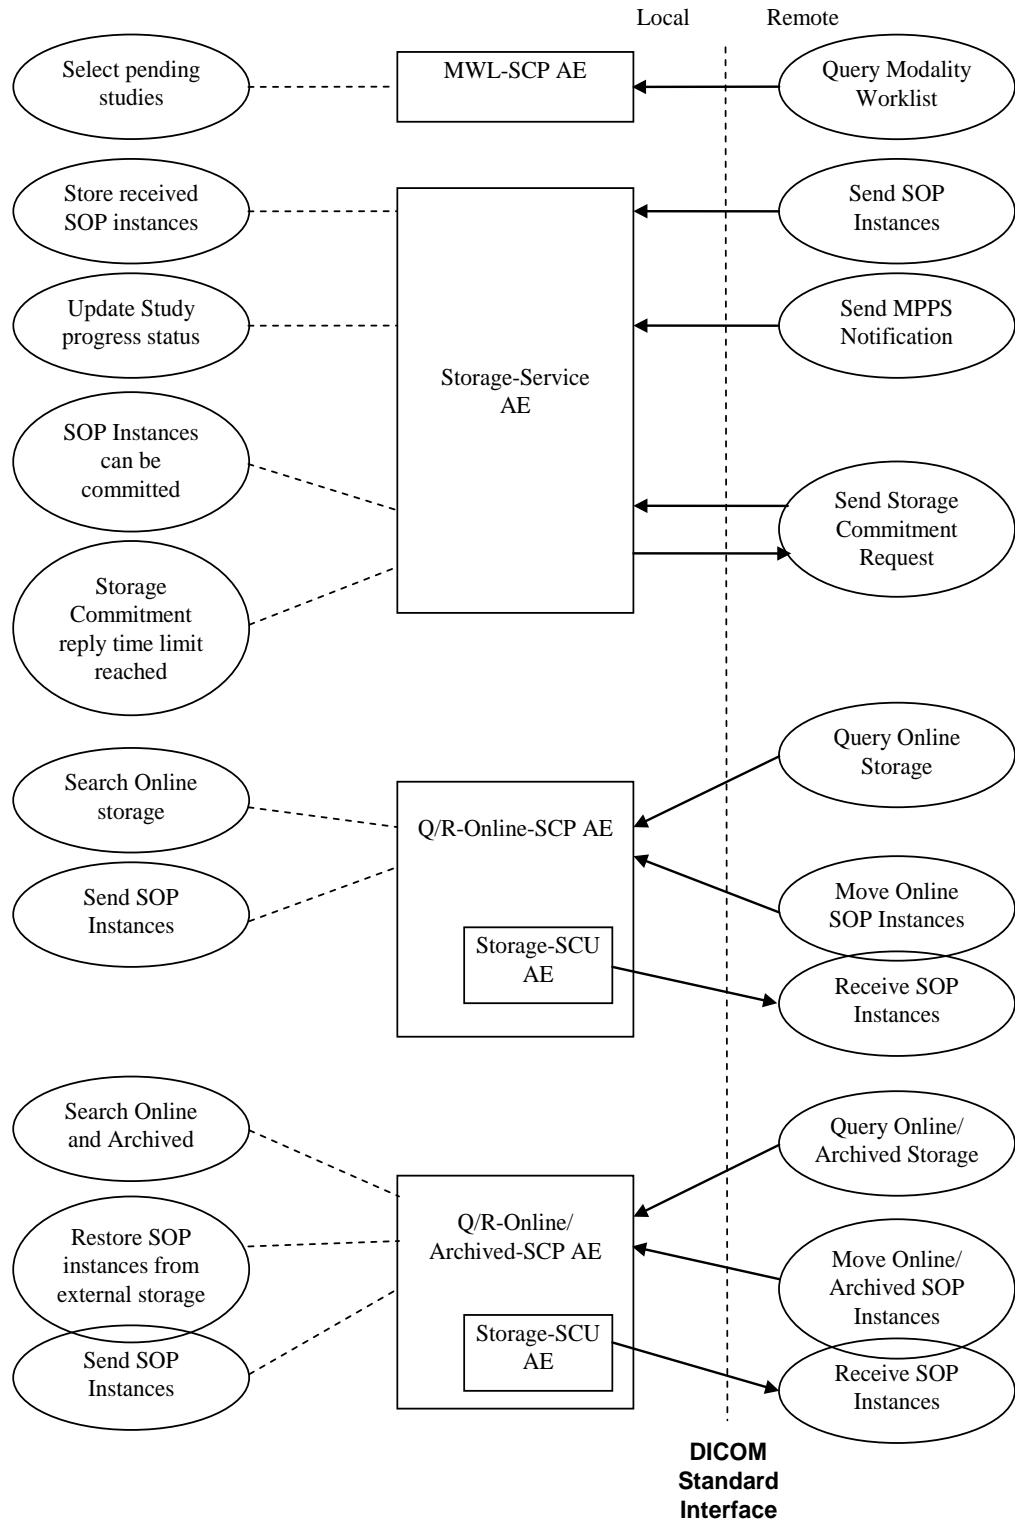 Local
Remote
Select pending
studies
MWL-SCP AE
Query Modality
Worklist
Store received
SOP instances
Send SOP
Instances
Update Study
progress status
Send MPPS
Notification
Storage-Service
AE
SOP Instances
can be
committed
Send Storage
Commitment
Request
Storage
Commitment
reply time limit
reached
Query Online
Storage
Search Online
storage
Q/R-Online-SCP AE
Send SOP
Instances
Move Online
SOP Instances
Storage-SCU
AE
Receive SOP
Instances
Search Online
and Archived
Query Online/
Archived Storage
Q/R-Online/
Archived-SCP AE
Restore SOP
instances from
external storage
Move Online/
Archived SOP
Instances
Storage-SCU
AE
Send SOP
Instances
Receive SOP
Instances
DICOM
Standard
Interface